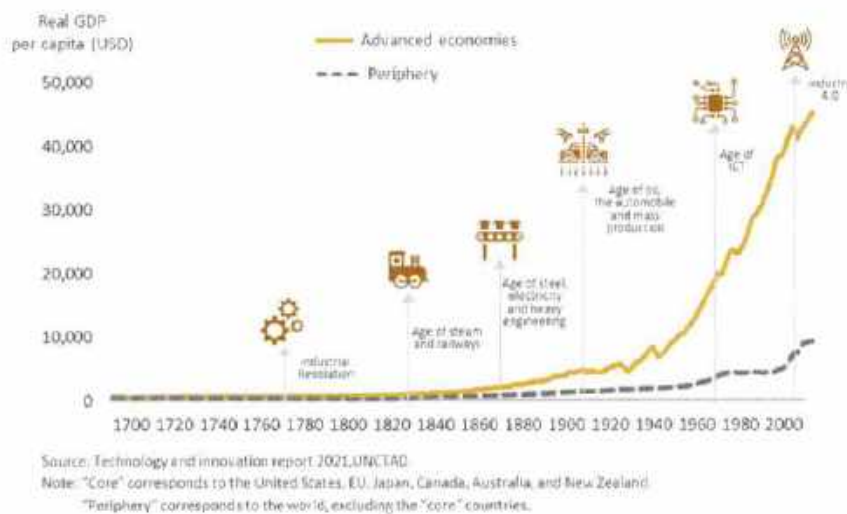 Real GDP
per capita (USD)
Advanced economies
Periphery
50,000
40,000
30,000
20,000
10,000
0
Industrial
Revolution
Age of steam
and railways
Age of steel,
electricity
and heavy
engineering
Age of oil,
the automobile
and mass
production
Age of
ICT
4.0
1700 1720 1740 1760 1780 1800 1820 1840 1860 1880 1900 1920 1940 1960 1980 2000
Source: Technology and innovation report 2021,UNCTAD.
Note: "Core" corresponds to the United States, EU, Japan, Canada, Australia, and New Zealand.
"Periphery" corresponds to the world, excluding the "core" countries.